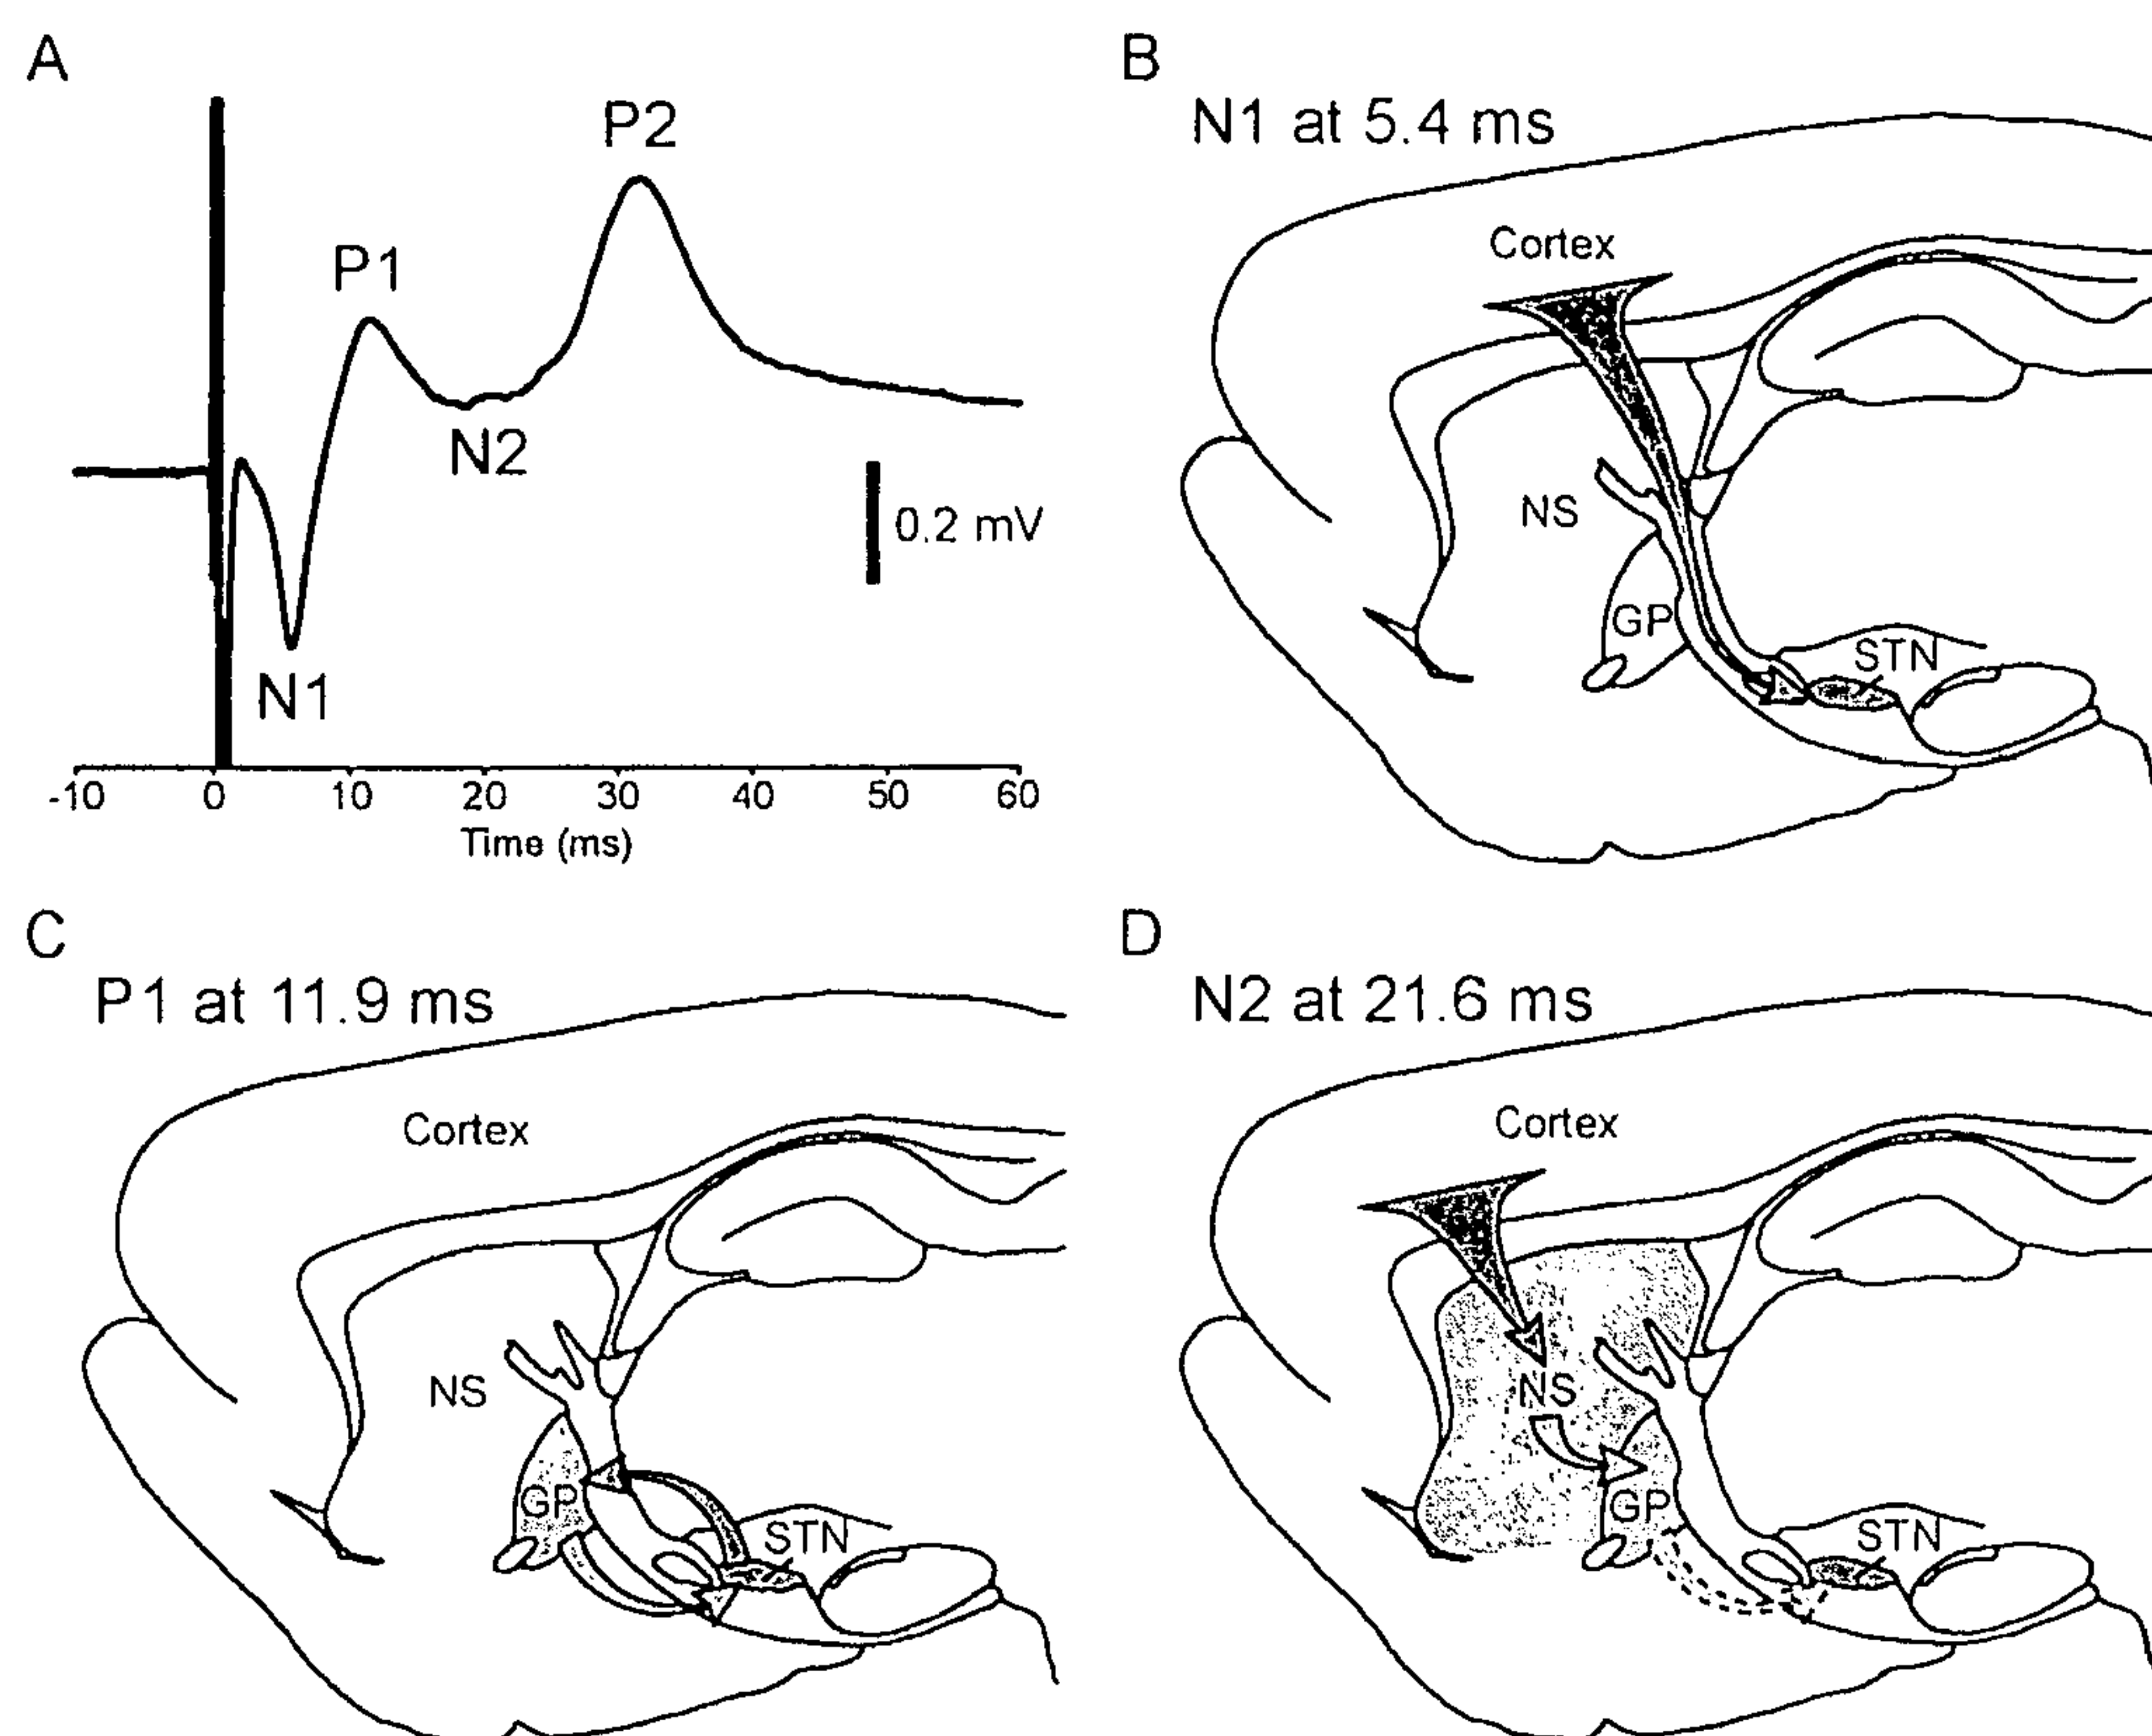 A
P2
P1
N2
0.2 mV
N1
-10 0 10 20 30 40 50 60
Time (ms)
B
N1 at 5.4 ms
Cortex
NS
GP
STN
C
P1 at 11.9 ms
Cortex
NS
GP
STN
D
N2 at 21.6 ms
Cortex
NS
GP
STN